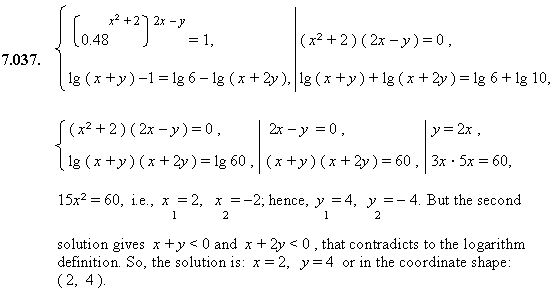 7.037. { [0.48^(x² + 2)]^(2x – y) = 1, | ( x² + 2 ) ( 2x – y ) = 0 ,
lg ( x + y ) – 1 = lg 6 – lg ( x + 2y ), | lg ( x + y ) + lg ( x + 2y ) = lg 6 + lg 10,
{ ( x² + 2 ) ( 2x – y ) = 0 , | 2x – y = 0 , | y = 2x ,
lg ( x + y ) ( x + 2y ) = lg 60 , | ( x + y ) ( x + 2y ) = 60 , | 3x · 5x = 60,
15x² = 60, i.e., x₁ = 2, x₂ = –2; hence, y₁ = 4, y₂ = – 4. But the second
solution gives x + y < 0 and x + 2y < 0 , that contradicts to the logarithm
definition. So, the solution is: x = 2, y = 4 or in the coordinate shape:
( 2, 4 ).